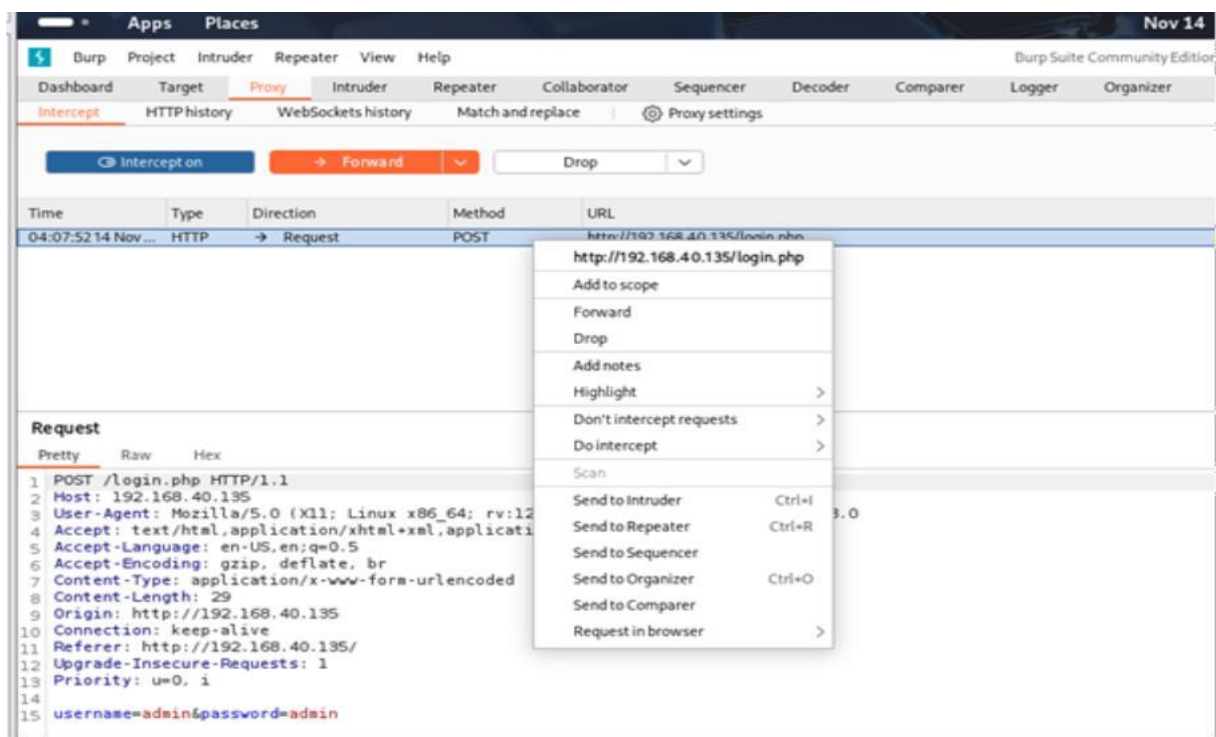 Apps Places Nov 14
Burp Project Intruder Repeater View Help Burp Suite Community Edition
Dashboard Target Proxy Intruder Repeater Collaborator Sequencer Decoder Comparer Logger Organizer
Intercept HTTP history WebSockets history Match and replace Proxy settings
Intercept on → Forward Drop
Time Type Direction Method URL
04:07:52 14 Nov ... HTTP → Request POST http://192.168.40.135/login.php
http://192.168.40.135/login.php
Add to scope
Forward
Drop
Add notes
Highlight >
Don't intercept requests >
Do intercept >
Scan
Send to Intruder Ctrl+I
Send to Repeater Ctrl+R
Send to Sequencer
Send to Organizer Ctrl+O
Send to Comparer
Request in browser >
Request
Pretty Raw Hex
1 POST /login.php HTTP/1.1
2 Host: 192.168.40.135
3 User-Agent: Mozilla/5.0 (X11; Linux x86_64; rv:12 3.0
4 Accept: text/html,application/xhtml+xml,applicati
5 Accept-Language: en-US,en;q=0.5
6 Accept-Encoding: gzip, deflate, br
7 Content-Type: application/x-www-form-urlencoded
8 Content-Length: 29
9 Origin: http://192.168.40.135
10 Connection: keep-alive
11 Referer: http://192.168.40.135/
12 Upgrade-Insecure-Requests: 1
13 Priority: u=0, i
14
15 username=admin&password=admin